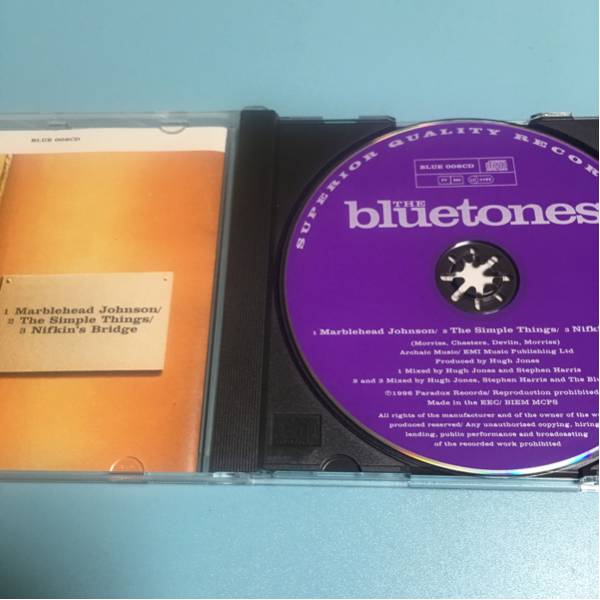 BLUE 006CD
1 Marblehead Johnson/
2 The Simple Things/
3 Nifkin's Bridge
SUPERIOR QUALITY RECOR
BLUE 006CD
THE
bluetones
1 Marblehead Johnson/ 2 The Simple Things/ 3 Nifki
(Morriss, Chesters, Devlin, Morriss)
Archaic Music/ EMI Music Publishing Ltd
Produced by Hugh Jones
1 Mixed by Hugh Jones and Stephen Harris
2 and 3 Mixed by Hugh Jones, Stephen Harris and The Blu
©1996 Paradox Records/ Reproduction prohibited/
Made in the EEC/ BIEM MCPS
All rights of the manufacturer and of the owner of the wo
produced reserved/ Any unauthorised copying, hiring
lending, public performance and broadcasting
of the recorded work prohibited